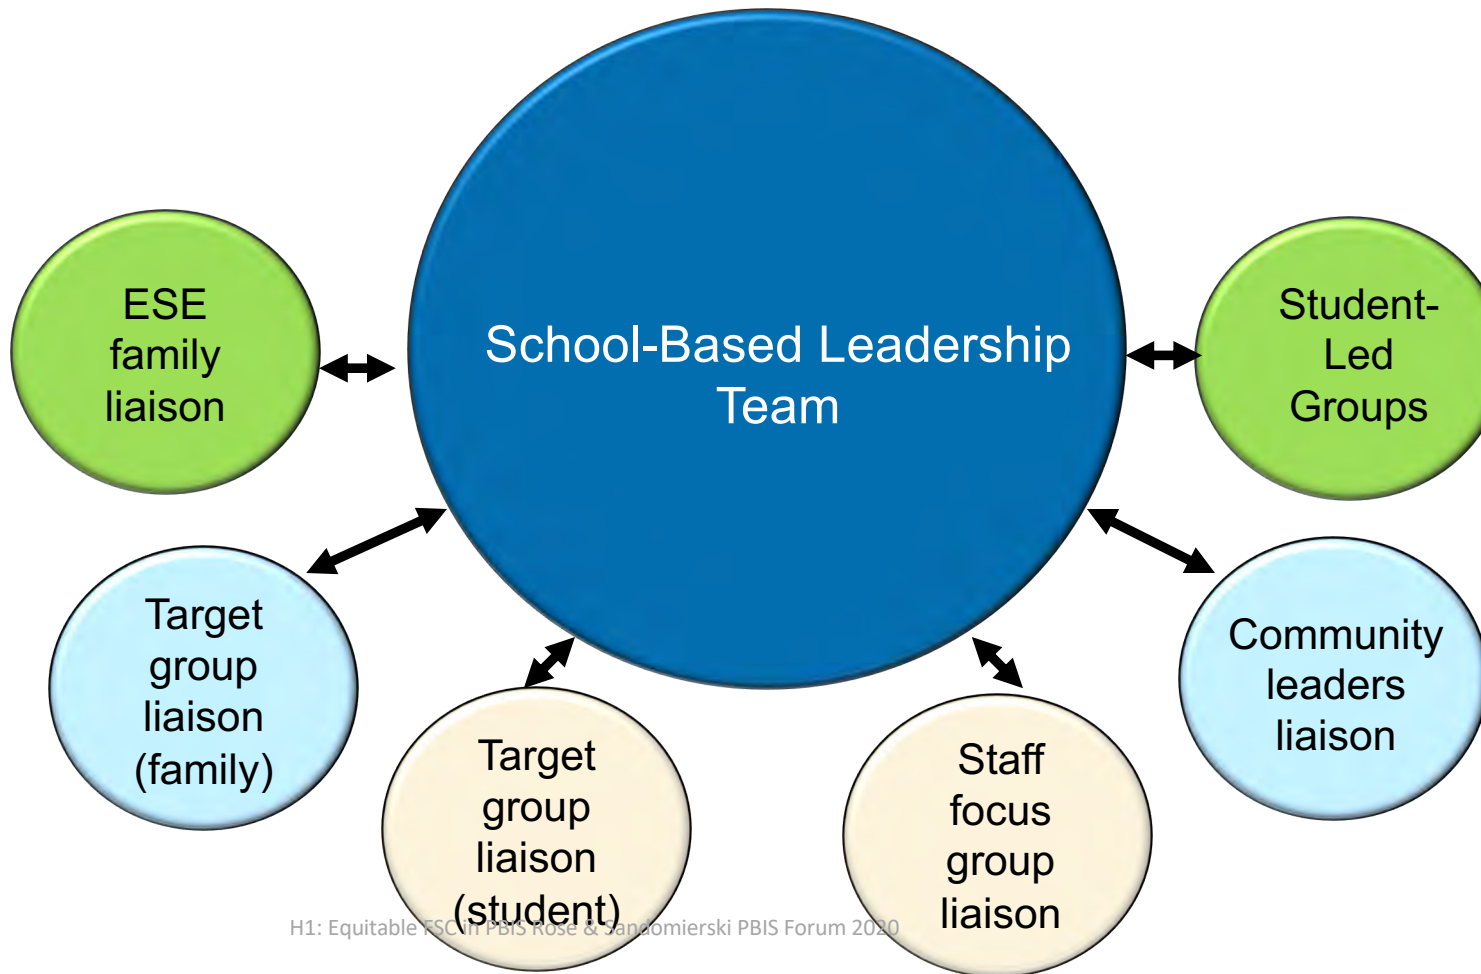 School-Based Leadership
Team
ESE
family
liaison
Student-
Led
Groups
Target
group
liaison
(family)
Community
leaders
liaison
Target
group
liaison
(student)
Staff
focus
group
liaison
H1: Equitable FSC in PBIS Rose & Sandomierski PBIS Forum 2020